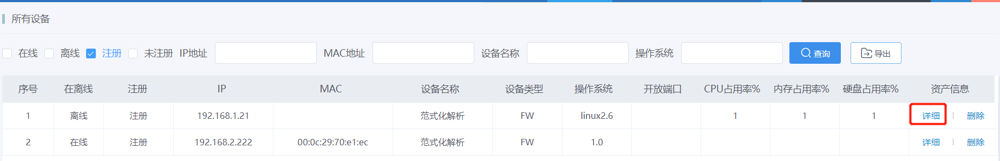 所有设备
在线 离线 注册 未注册 IP地址 MAC地址 设备名称 操作系统 查询 导出
序号 在离线 注册 IP MAC 设备名称 设备类型 操作系统 开放端口 CPU占用率% 内存占用率% 硬盘占用率% 资产信息
1 离线 注册 192.168.1.21 范式化解析 FW linux2.6 1 1 1 详细 | 删除
2 在线 注册 192.168.2.222 00:0c:29:70:e1:ec 范式化解析 FW 1.0 详细 | 删除